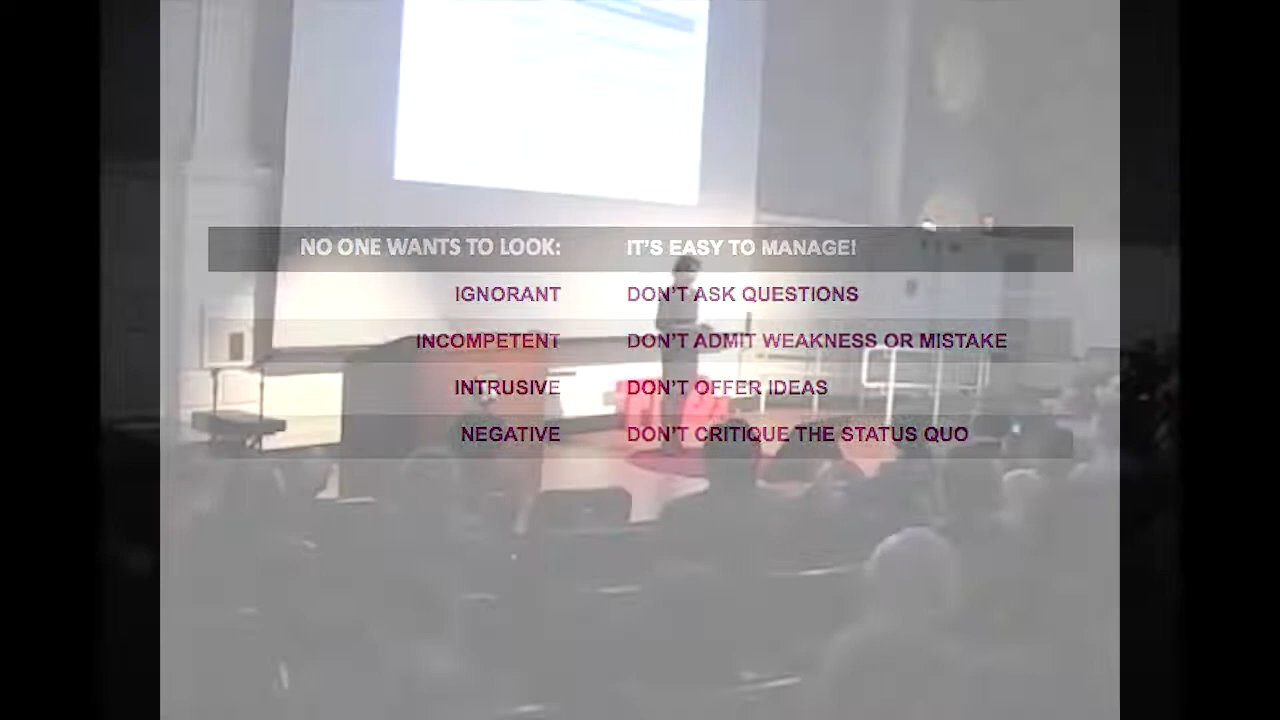 NO ONE WANTS TO LOOK: IT'S EASY TO MANAGE!
IGNORANT DON'T ASK QUESTIONS
INCOMPETENT DON'T ADMIT WEAKNESS OR MISTAKE
INTRUSIVE DON'T OFFER IDEAS
NEGATIVE DON'T CRITIQUE THE STATUS QUO